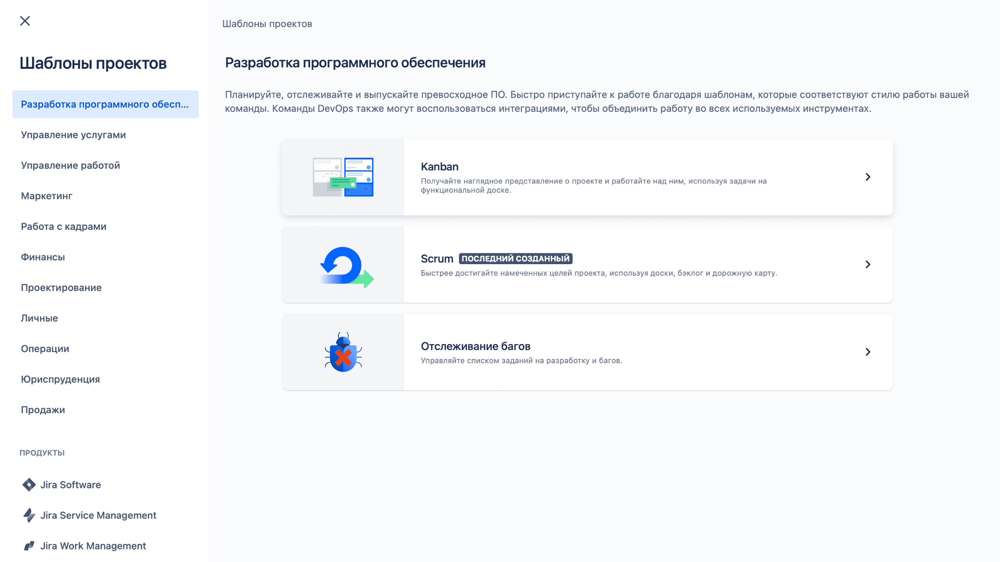 Шаблоны проектов
Разработка программного обесп...
Управление услугами
Управление работой
Маркетинг
Работа с кадрами
Финансы
Проектирование
Личные
Операции
Юриспруденция
Продажи
ПРОДУКТЫ
Jira Software
Jira Service Management
Jira Work Management
Шаблоны проектов
Разработка программного обеспечения
Планируйте, отслеживайте и выпускайте превосходное ПО. Быстро приступайте к работе благодаря шаблонам, которые соответствуют стилю работы вашей
команды. Команды DevOps также могут воспользоваться интеграциями, чтобы объединить работу во всех используемых инструментах.
Kanban
Получайте наглядное представление о проекте и работайте над ним, используя задачи на
функциональной доске.
Scrum ПОСЛЕДНИЙ СОЗДАННЫЙ
Быстрее достигайте намеченных целей проекта, используя доски, бэклог и дорожную карту.
Отслеживание багов
Управляйте списком заданий на разработку и багов.